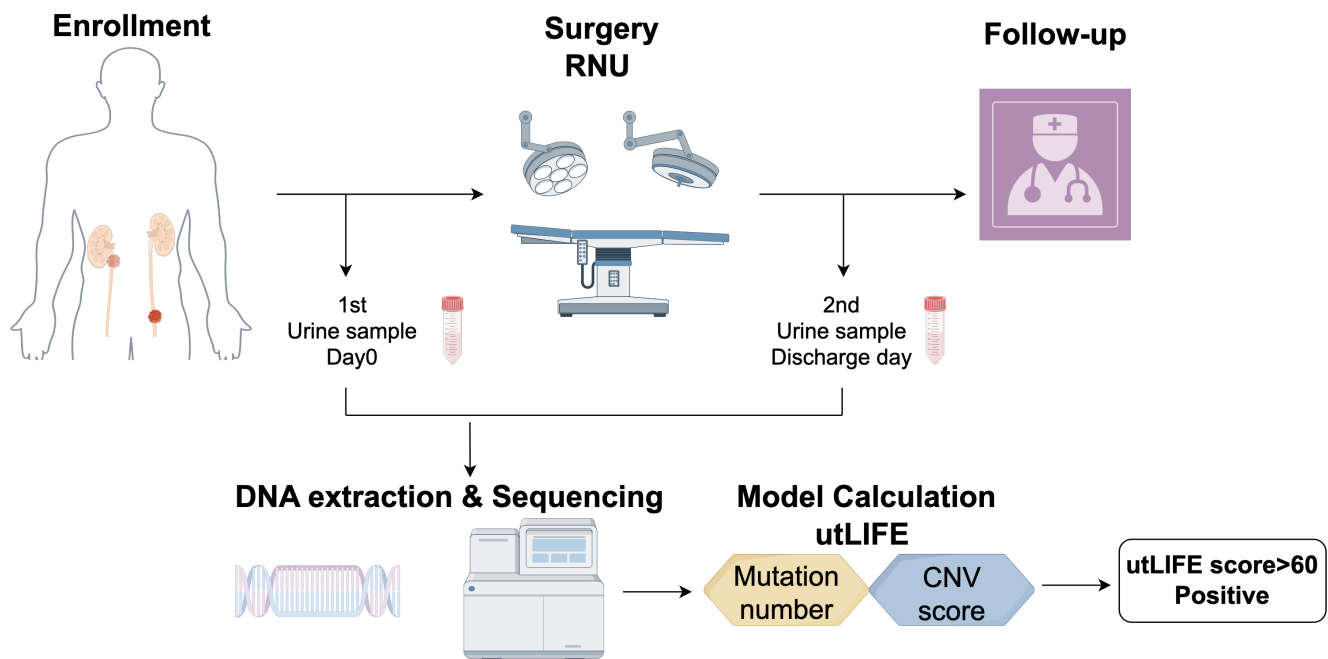 Enrollment
Surgery
RNU
Follow-up
1st
Urine sample
Day0
2nd
Urine sample
Discharge day
DNA extraction & Sequencing
Model Calculation
utLIFE
Mutation
number
CNV
score
utLIFE score>60
Positive